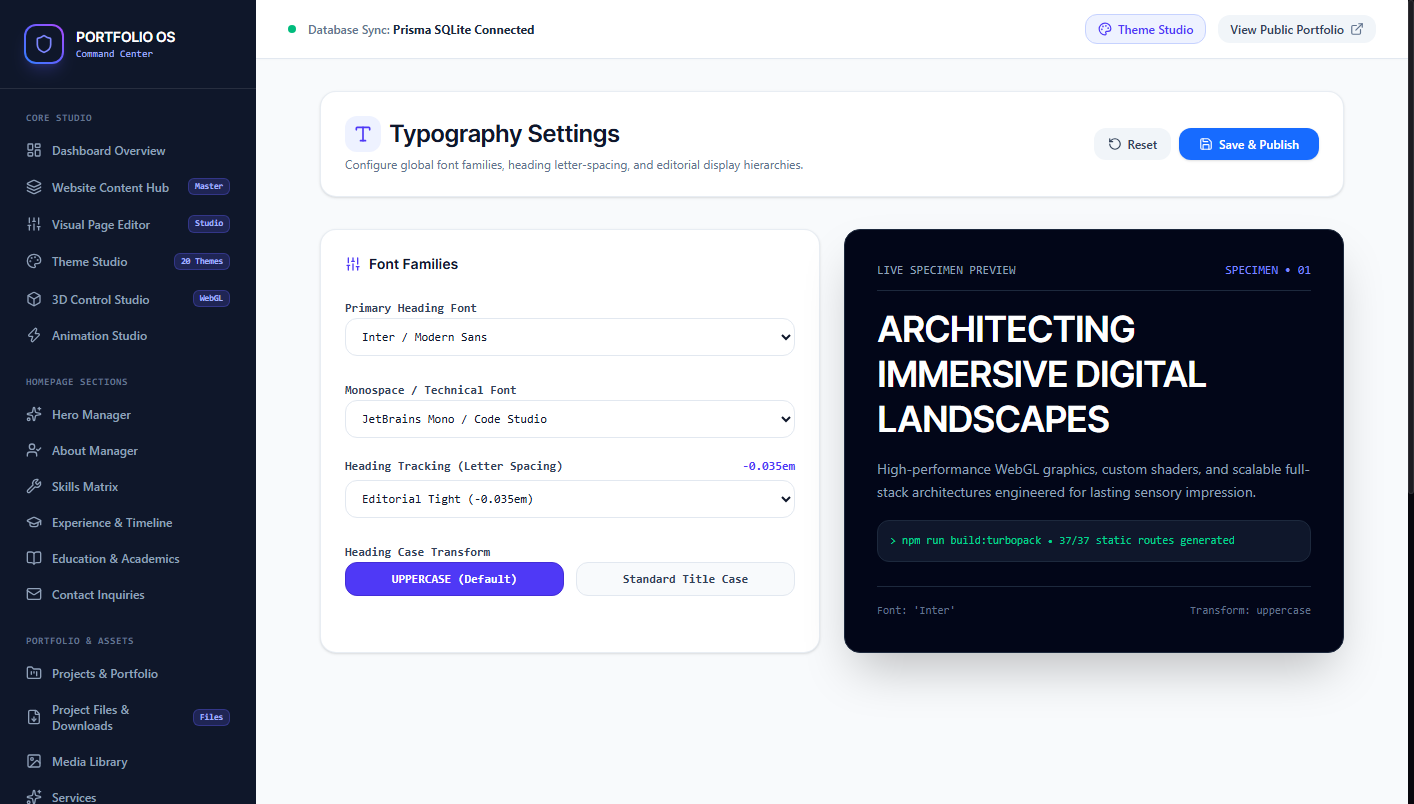 PORTFOLIO OS
Command Center
CORE STUDIO
Dashboard Overview
Website Content Hub
Master
Visual Page Editor
Studio
Theme Studio
20 Themes
3D Control Studio
WebGL
Animation Studio
HOMEPAGE SECTIONS
Hero Manager
About Manager
Skills Matrix
Experience & Timeline
Education & Academics
Contact Inquiries
PORTFOLIO & ASSETS
Projects & Portfolio
Project Files &
Downloads
Files
Media Library
Services
Database Sync: Prisma SQLite Connected
Theme Studio
View Public Portfolio
Typography Settings
Configure global font families, heading letter-spacing, and editorial display hierarchies.
Reset
Save & Publish
Font Families
Primary Heading Font
Inter / Modern Sans
Monospace / Technical Font
JetBrains Mono / Code Studio
Heading Tracking (Letter Spacing)
-0.035em
Editorial Tight (-0.035em)
Heading Case Transform
UPPERCASE (Default)
Standard Title Case
LIVE SPECIMEN PREVIEW
SPECIMEN • 01
ARCHITECTING
IMMERSIVE DIGITAL
LANDSCAPES
High-performance WebGL graphics, custom shaders, and scalable full-
stack architectures engineered for lasting sensory impression.
> npm run build:turbopack • 37/37 static routes generated
Font: 'Inter'
Transform: uppercase